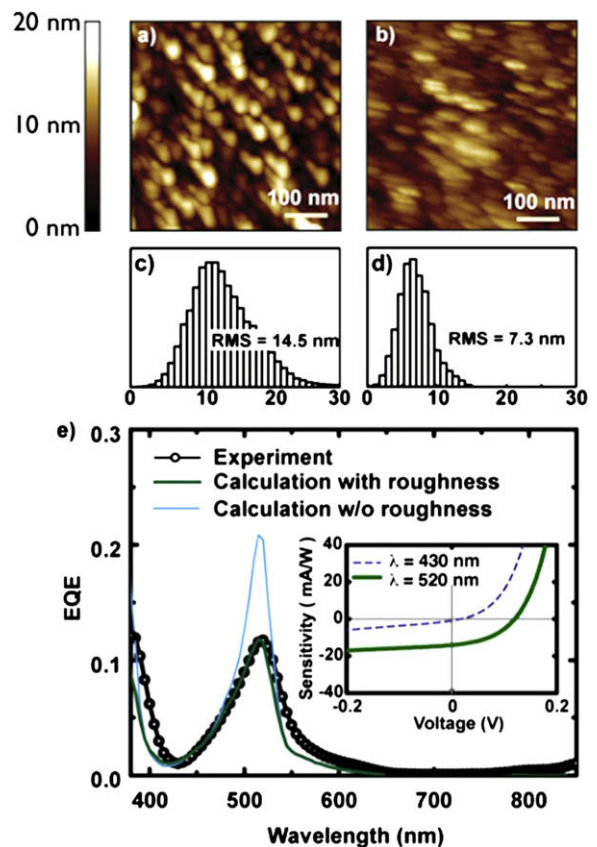 20 nm
10 nm
0 nm
a)
100 nm
b)
100 nm
c)
RMS = 14.5 nm
0 10 20 30
d)
RMS = 7.3 nm
0 10 20 30
e)
0.3
0.2
0.1
0.0
EQE
Experiment
Calculation with roughness
Calculation w/o roughness
λ = 430 nm
λ = 520 nm
40
20
0
-20
-40
Sensitivity ( mA/W)
-0.2 0 0.2
Voltage (V)
400 500 600 700 800
Wavelength (nm)